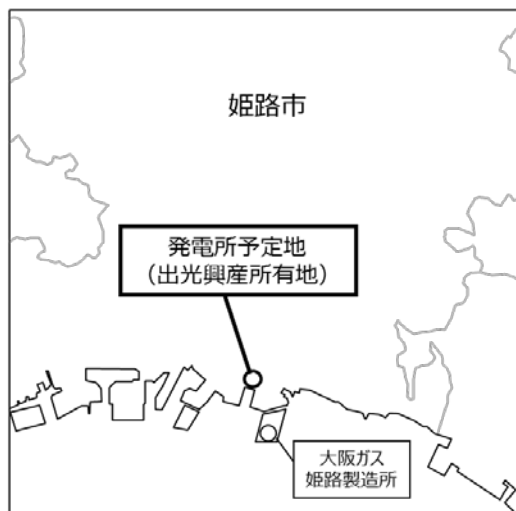 姫路市
発電所予定地
（出光興産所有地）
大阪ガス
姫路製造所